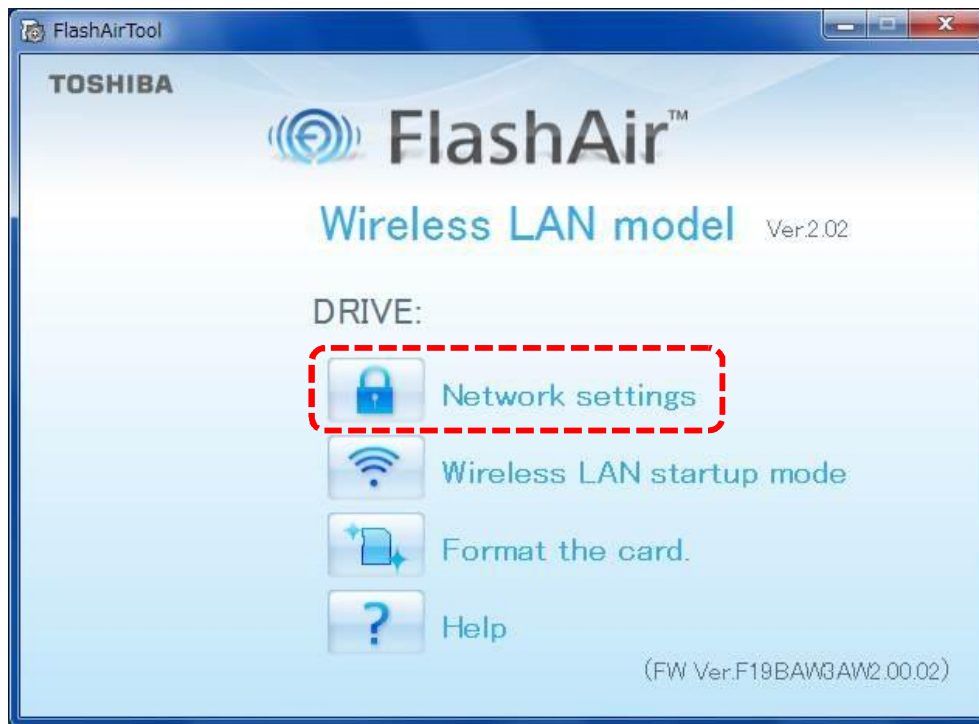 FlashAirTool
TOSHIBA
FlashAir™
Wireless LAN model Ver.2.02
DRIVE:
Network settings
Wireless LAN startup mode
Format the card.
? Help
(FW Ver.F19BAW3AW2.00.02)